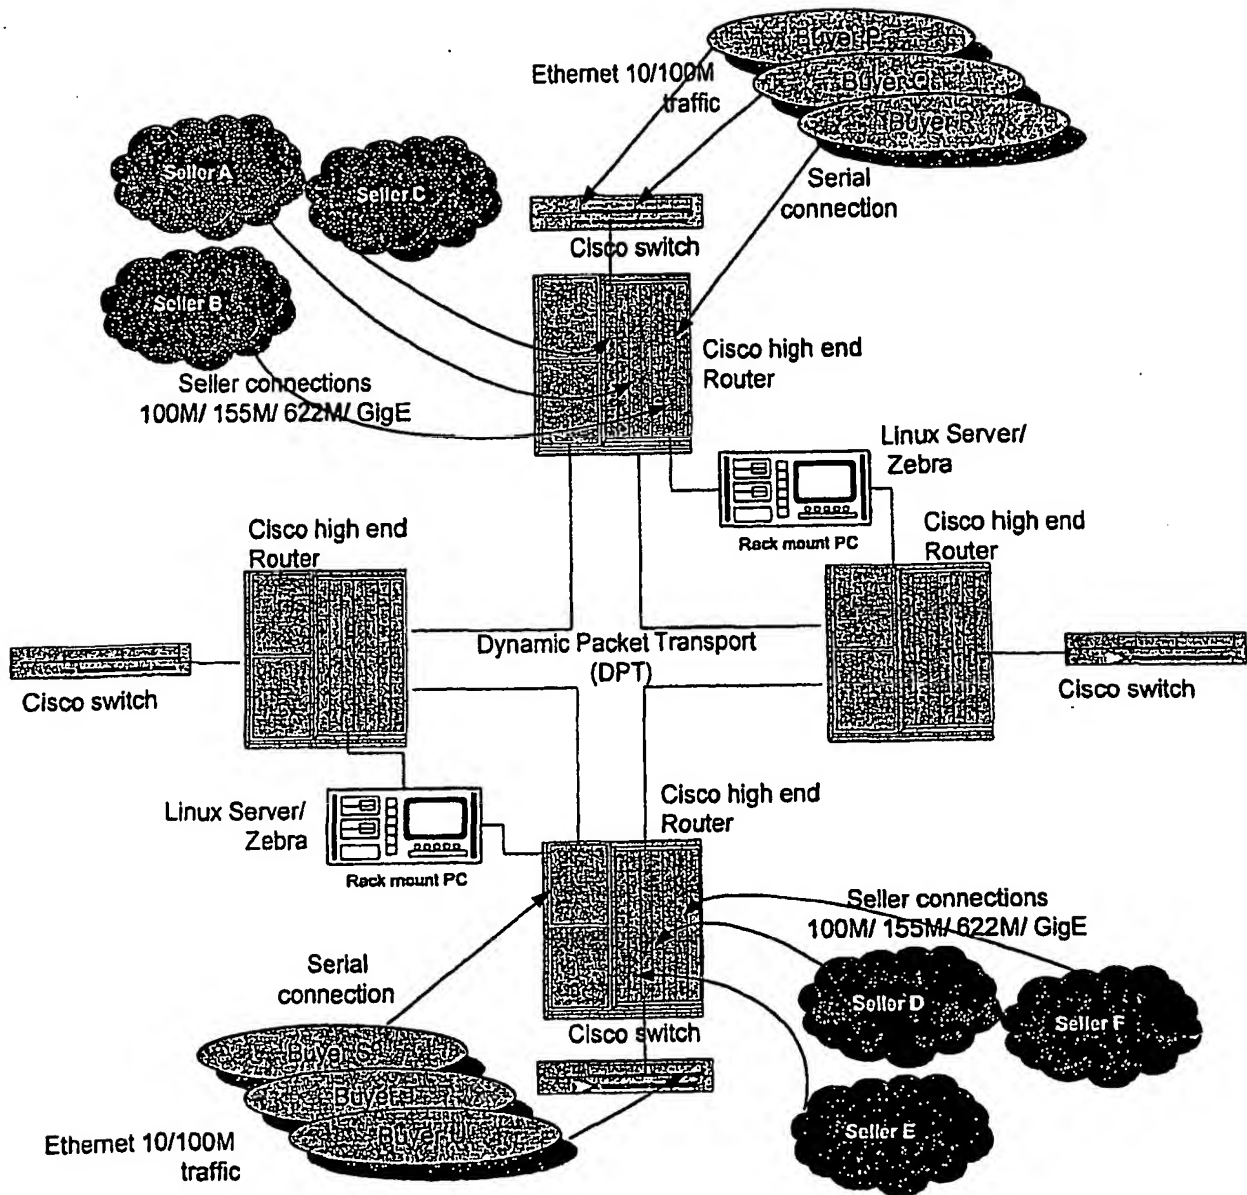 Buyer P
Ethernet 10/100M
traffic
Buyer Q
Buyer R
Seller A
Seller C
Serial
connection
Cisco switch
Seller B
Cisco high end
Router
Seller connections
100M/ 155M/ 622M/ GigE
Linux Server/
Zebra
Rack mount PC
Cisco high end
Router
Cisco high end
Router
Dynamic Packet Transport
(DPT)
Cisco switch
Cisco switch
Cisco high end
Router
Linux Server/
Zebra
Rack mount PC
Seller connections
100M/ 155M/ 622M/ GigE
Serial
connection
Seller D
Seller F
Cisco switch
Buyer S
Buyer T
Buyer U
Seller E
Ethernet 10/100M
traffic